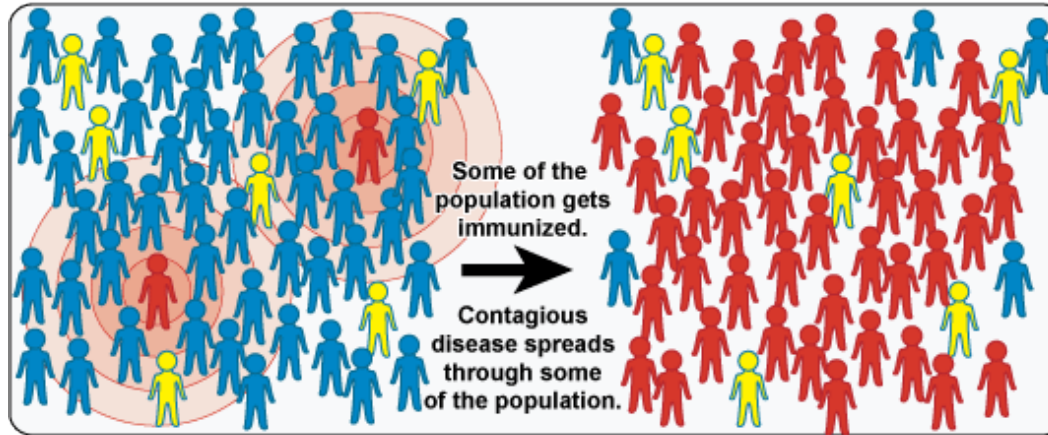 Some of the
population gets
immunized.
Contagious
disease spreads
through some
of the population.